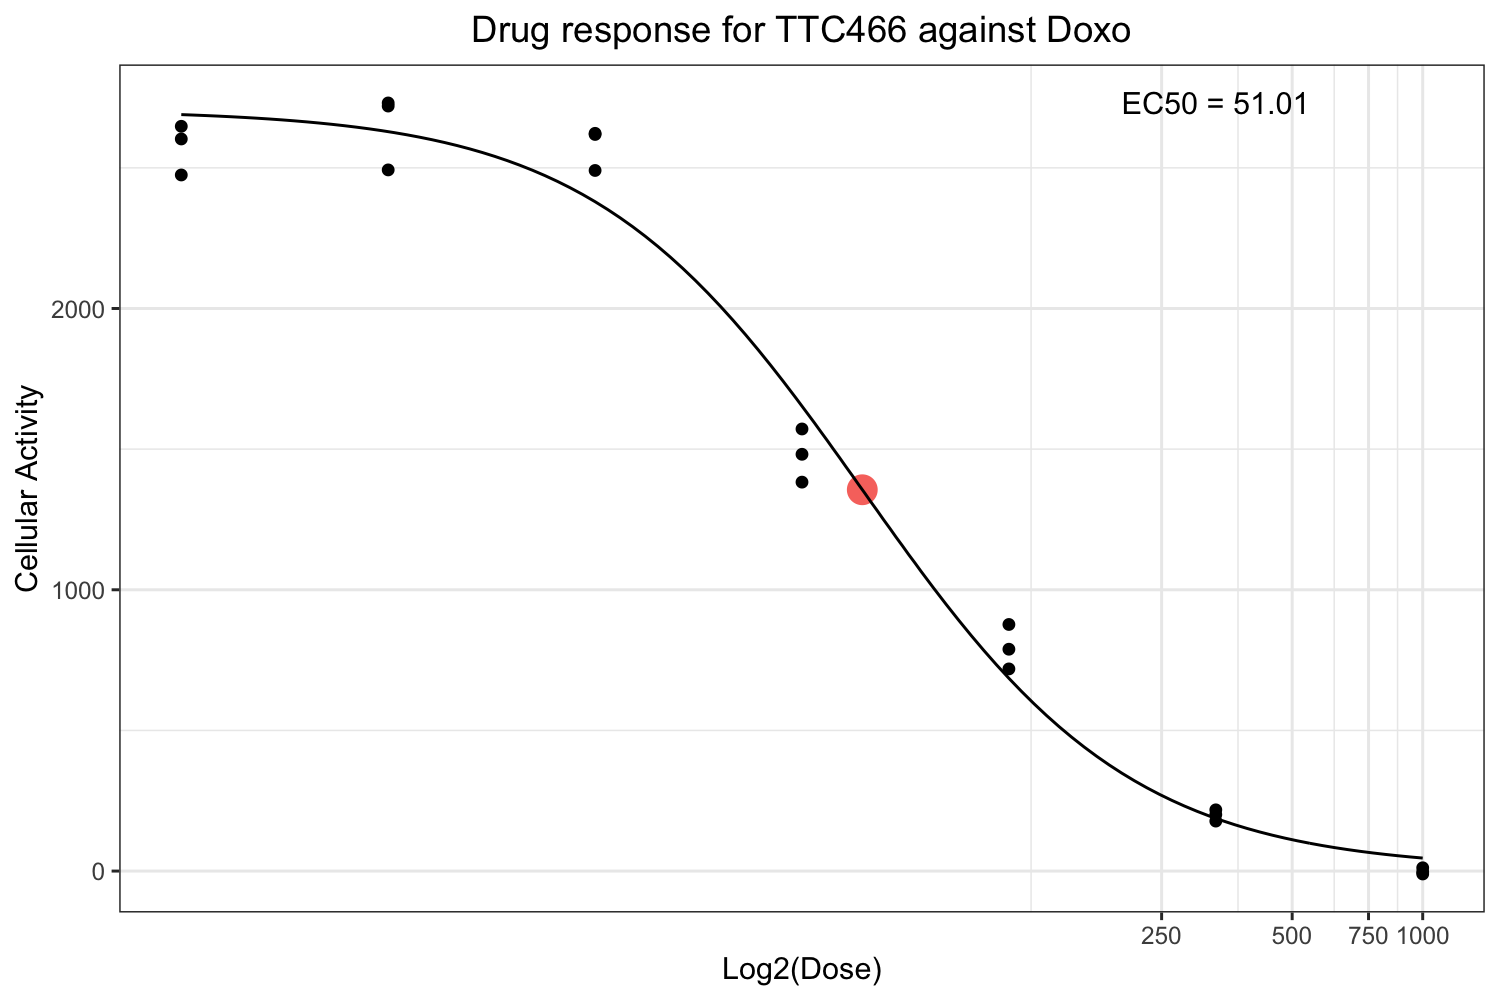 Drug response for TTC466 against Doxo
EC50 = 51.01
Cellular Activity
2000
1000
0
250 500 750 1000
Log2(Dose)